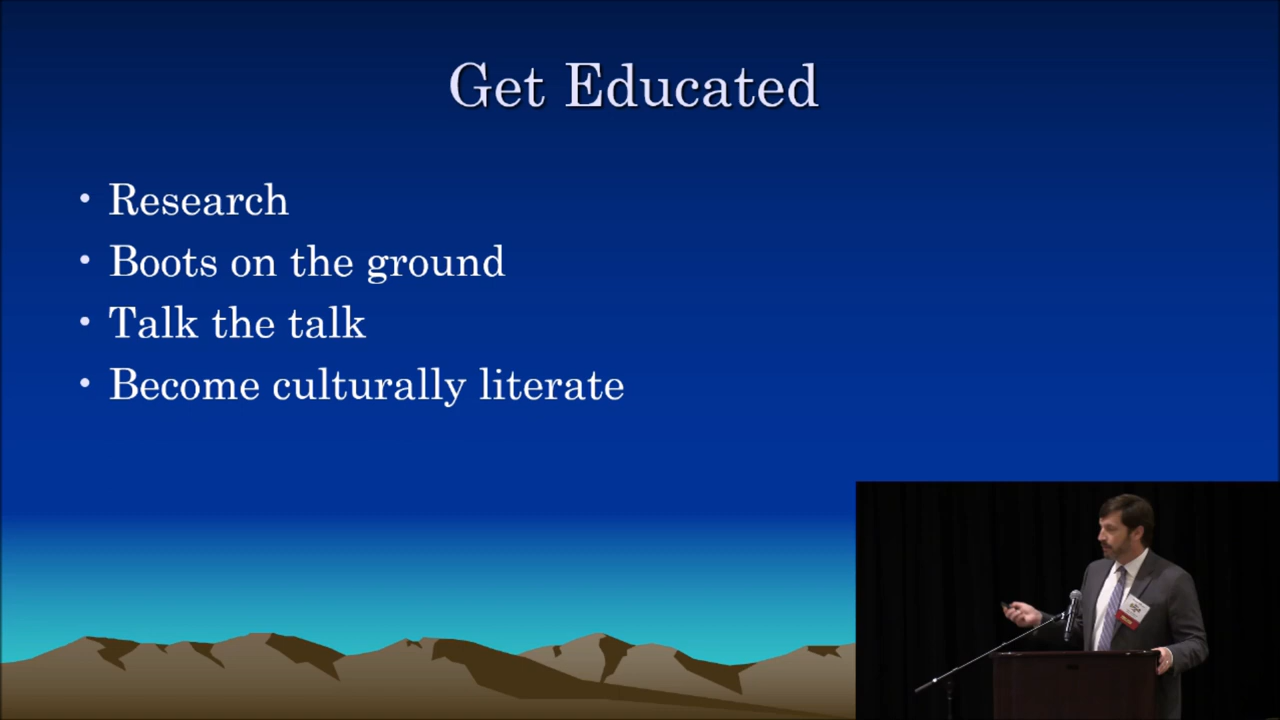 Get Educated
• Research
• Boots on the ground
• Talk the talk
• Become culturally literate